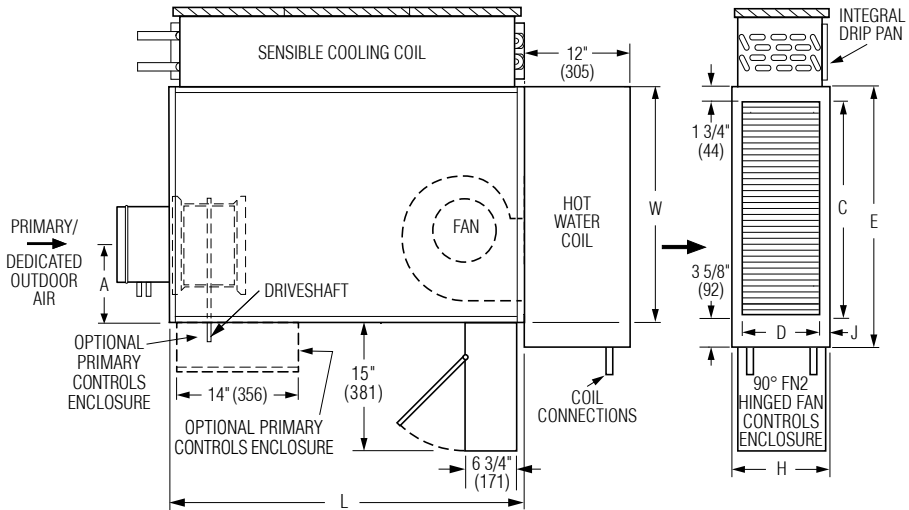 SENSIBLE COOLING COIL
12"
(305)
INTEGRAL
DRIP PAN
1 3/4"
(44)
HOT
WATER
COIL
W
C
E
FAN
PRIMARY/
DEDICATED
OUTDOOR
AIR
A
DRIVESHAFT
3 5/8"
(92)
D
J
OPTIONAL
PRIMARY
CONTROLS
ENCLOSURE
14" (356)
OPTIONAL PRIMARY
CONTROLS ENCLOSURE
15"
(381)
COIL
CONNECTIONS
90° FN2
HINGED FAN
CONTROLS
ENCLOSURE
6 3/4"
(171)
H
L